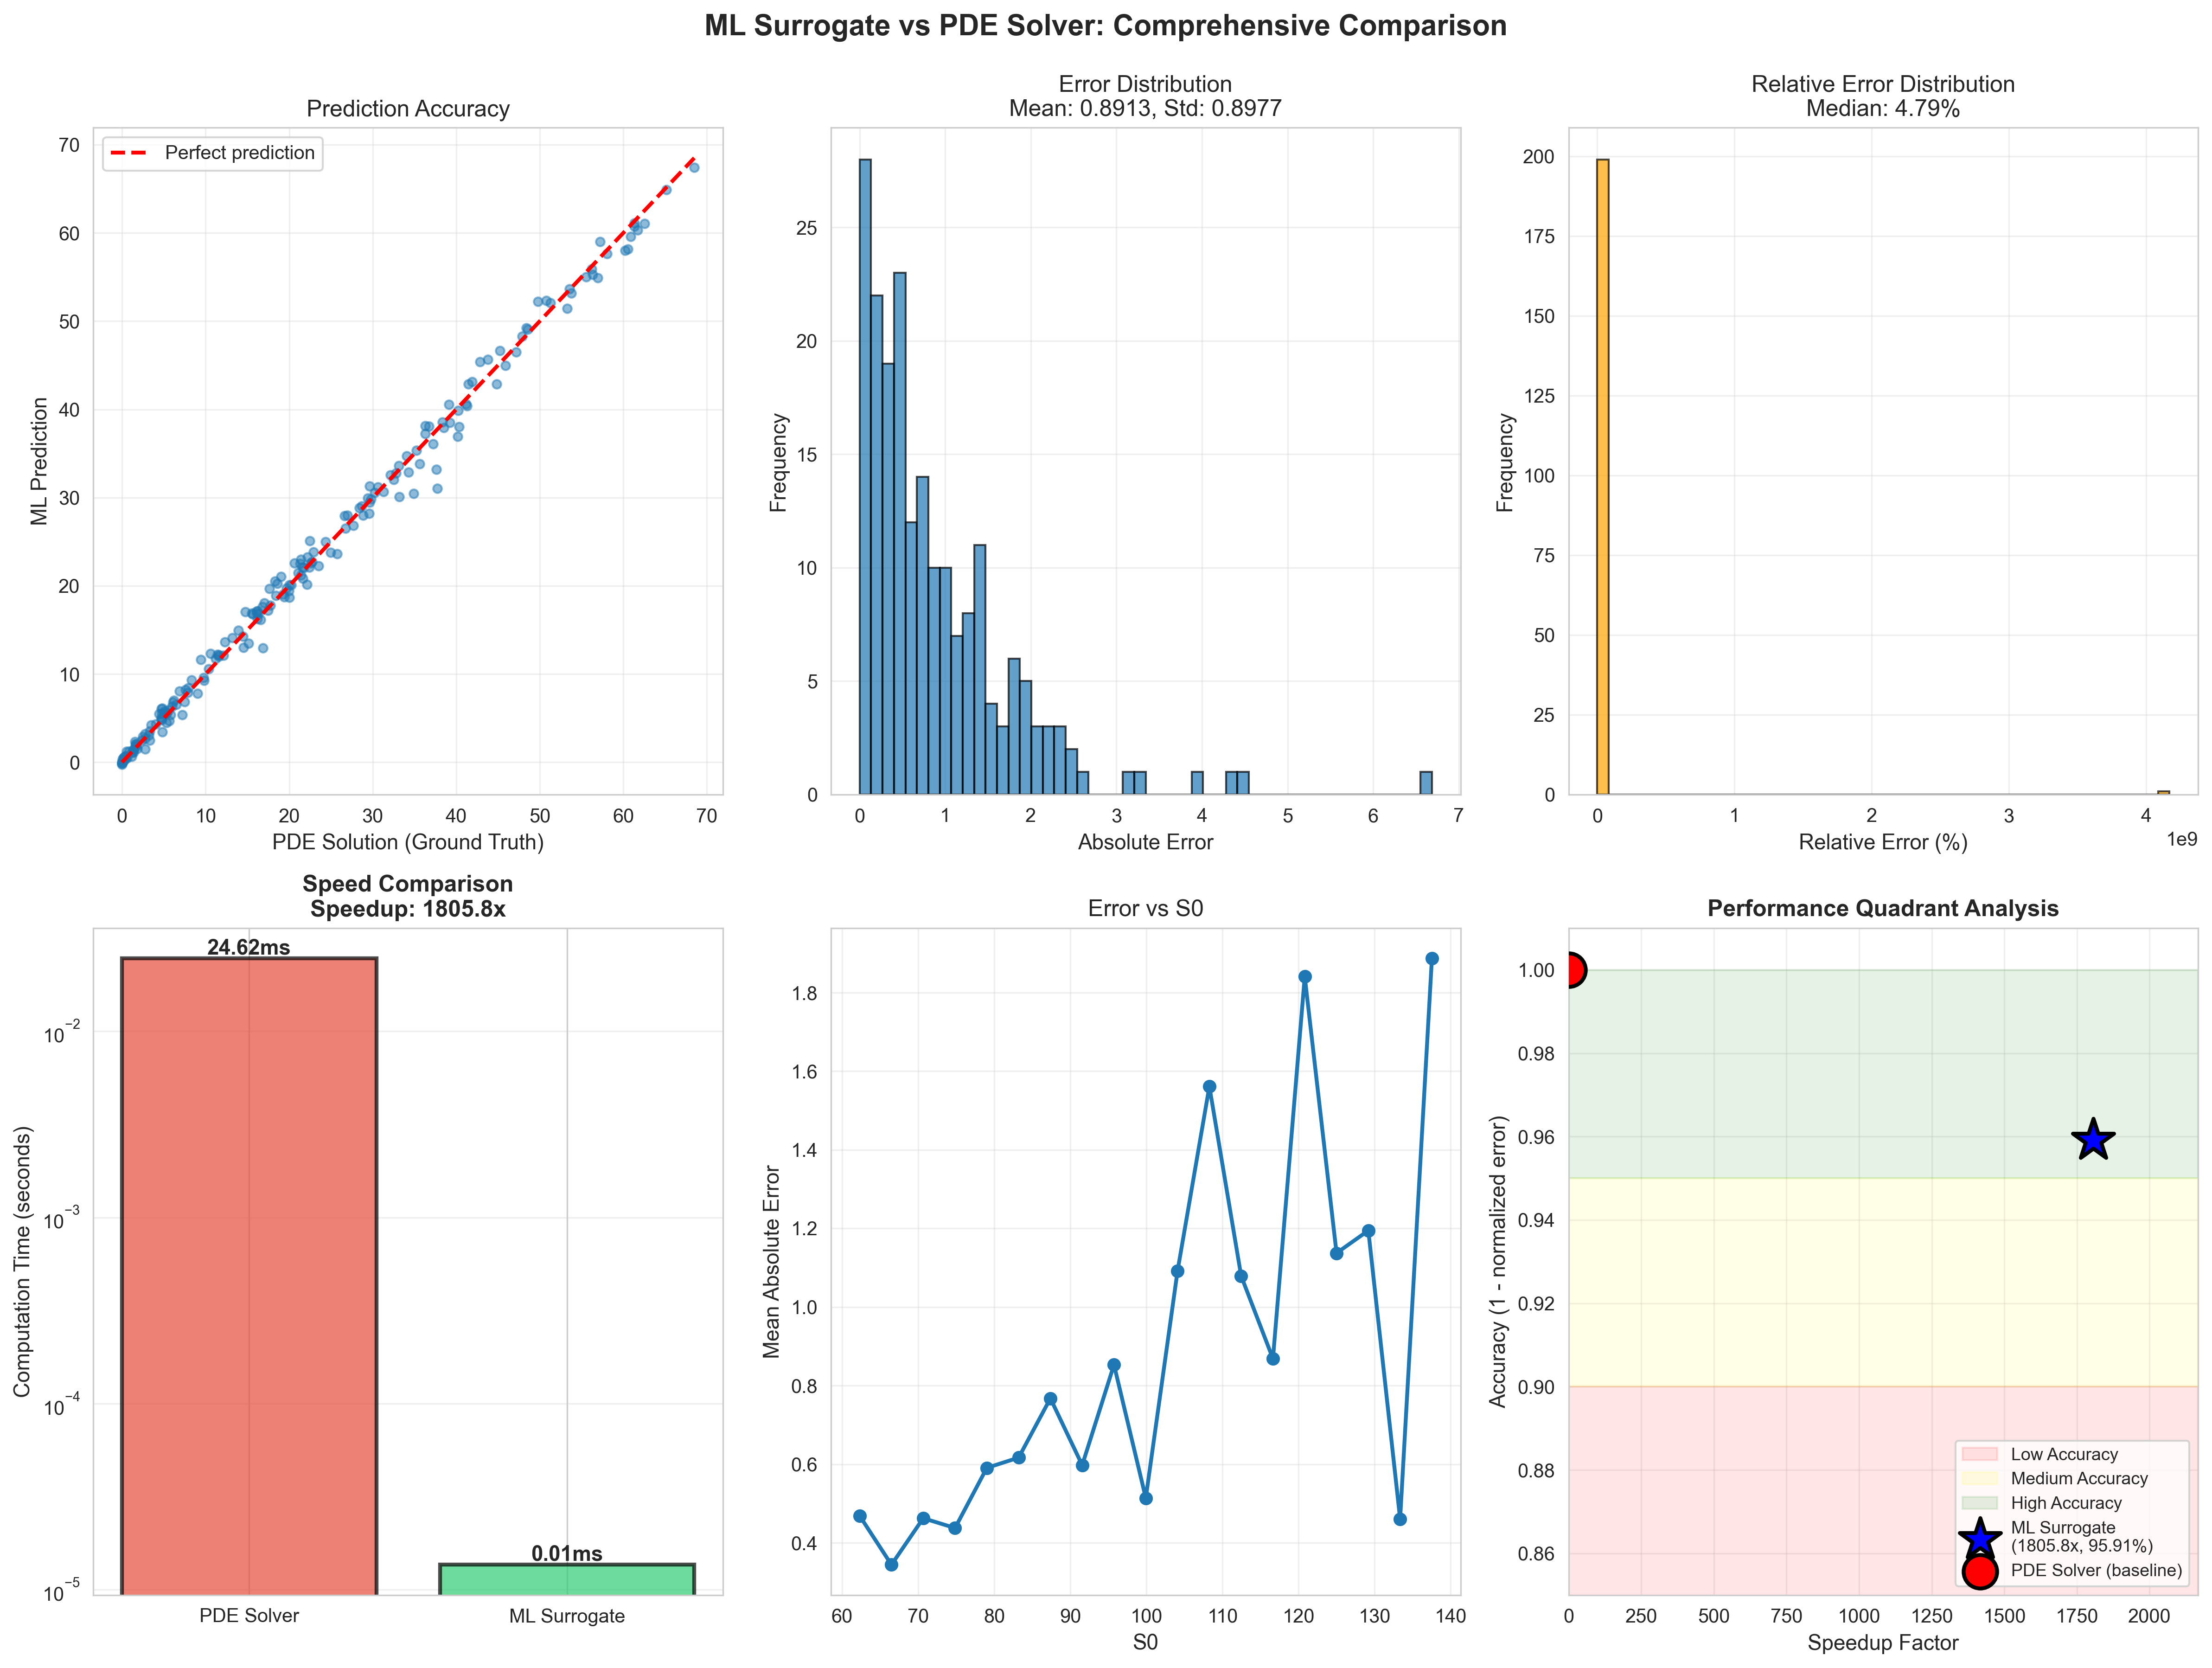 ML Surrogate vs PDE Solver: Comprehensive Comparison
Prediction Accuracy
Perfect prediction
70
60
50
40
30
20
10
0
ML Prediction
0 10 20 30 40 50 60 70
PDE Solution (Ground Truth)
Error Distribution
Mean: 0.8913, Std: 0.8977
25
20
15
10
5
0
Frequency
0 1 2 3 4 5 6 7
Absolute Error
Relative Error Distribution
Median: 4.79%
200
175
150
125
100
75
50
25
0
Frequency
0 1 2 3 4
1e9
Relative Error (%)
Speed Comparison
Speedup: 1805.8x
24.62ms
0.01ms
10⁻²
10⁻³
10⁻⁴
10⁻⁵
Computation Time (seconds)
PDE Solver ML Surrogate
Error vs S0
1.8
1.6
1.4
1.2
1.0
0.8
0.6
0.4
Mean Absolute Error
60 70 80 90 100 110 120 130 140
S0
Performance Quadrant Analysis
1.00
0.98
0.96
0.94
0.92
0.90
0.88
0.86
Accuracy (1 - normalized error)
Low Accuracy
Medium Accuracy
High Accuracy
ML Surrogate
(1805.8x, 95.91%)
PDE Solver (baseline)
0 250 500 750 1000 1250 1500 1750 2000
Speedup Factor